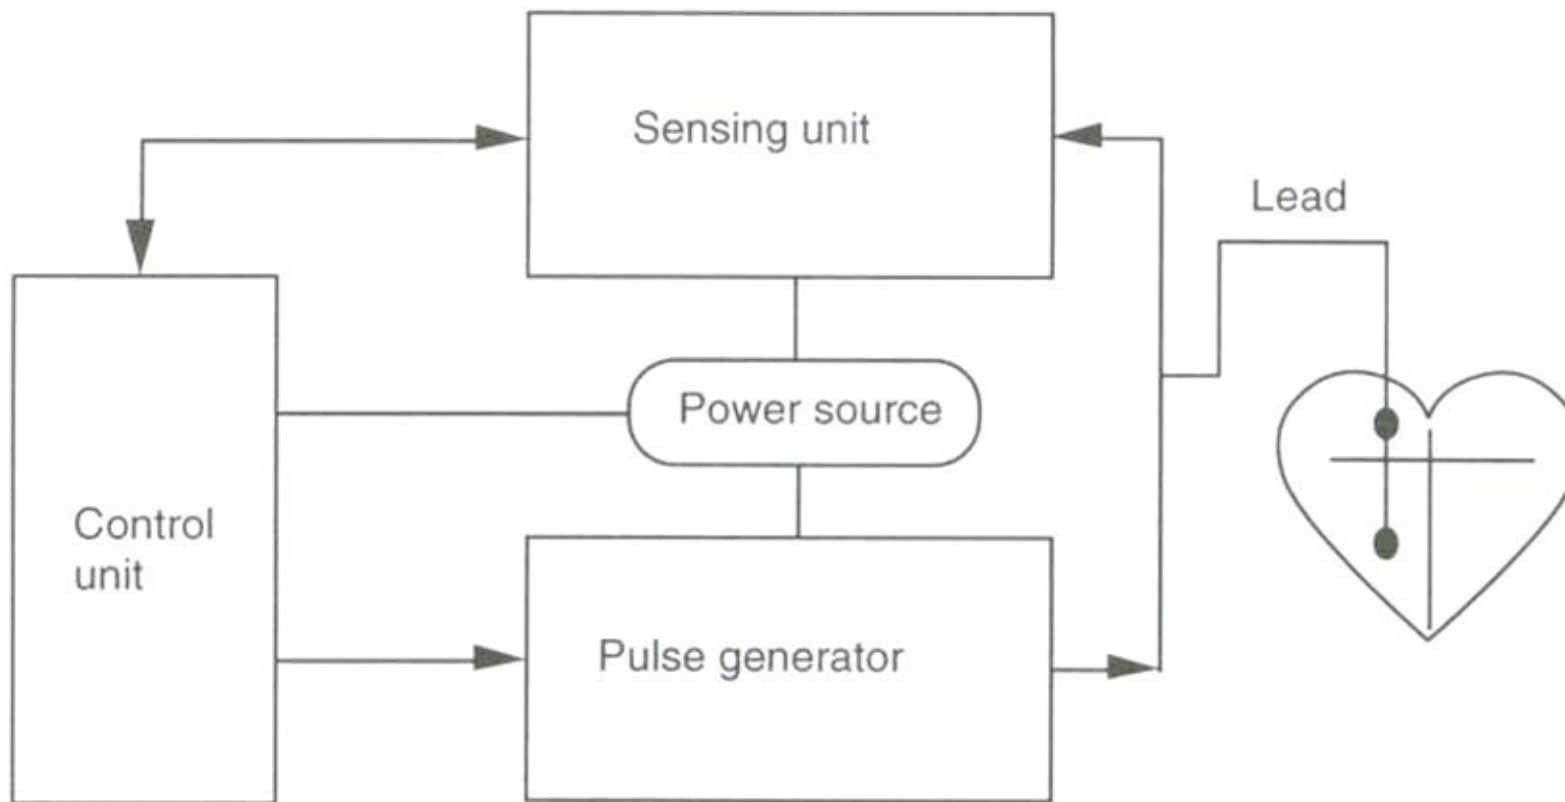 Sensing unit
Lead
Power source
Control
unit
Pulse generator